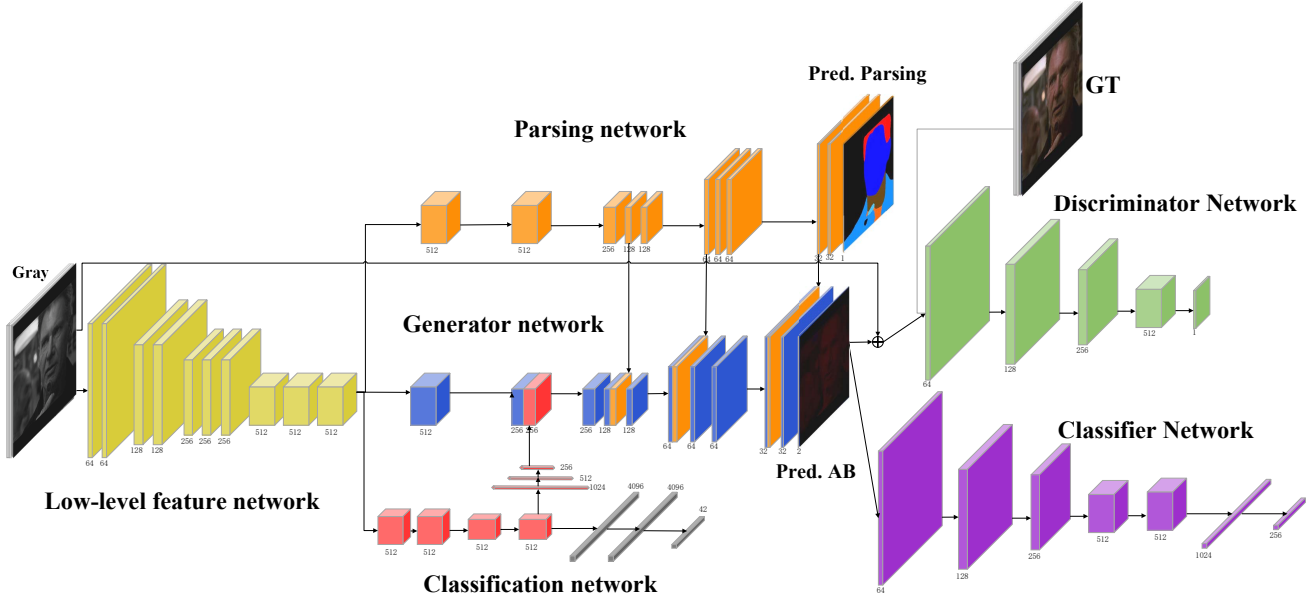 Pred. Parsing
GT
Parsing network
Discriminator Network
512
512
256 128 128
64 64 64
32 32 1
Gray
Generator network
64
128
256
512
1
64 64
128 128
256 256 256
512 512 512
512
256 256
256 128 128
64 64 64
32 32 2
Pred. AB
Classifier Network
Low-level feature network
256
512
1024
4096 4096
42
512 512 512 512
Classification network
64
128
256
512
512
1024
256